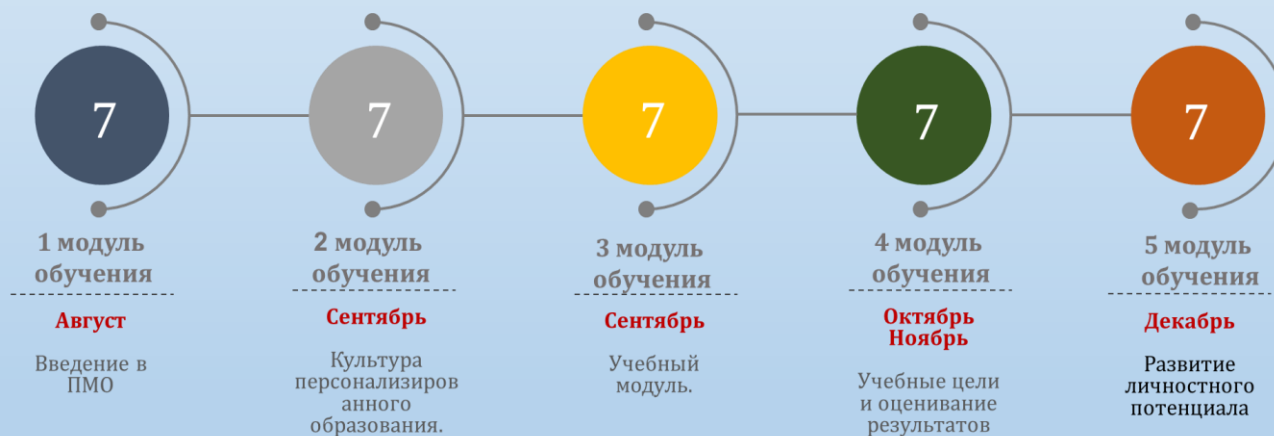 7
7
7
7
7
1 модуль
обучения
2 модуль
обучения
3 модуль
обучения
4 модуль
обучения
5 модуль
обучения
Август
Сентябрь
Сентябрь
Октябрь
Ноябрь
Декабрь
Введение в
ПМО
Культура
персонализиров
анного
образования.
Учебный
модуль.
Учебные цели
и оценивание
результатов
Развитие
личностного
потенциала